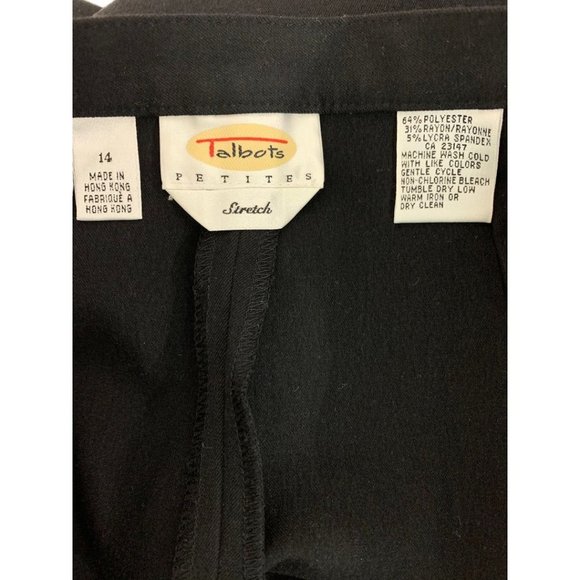 14
MADE IN
HONG KONG
FABRIQUÉ À
HONG KONG
Talbots
PETITES
Stretch
64% POLYESTER
31% RAYON/RAYONNE
5% LYCRA SPANDEX
CA 23147
MACHINE WASH COLD
WITH LIKE COLORS
GENTLE CYCLE
NON-CHLORINE BLEACH
TUMBLE DRY LOW
WARM IRON OR
DRY CLEAN